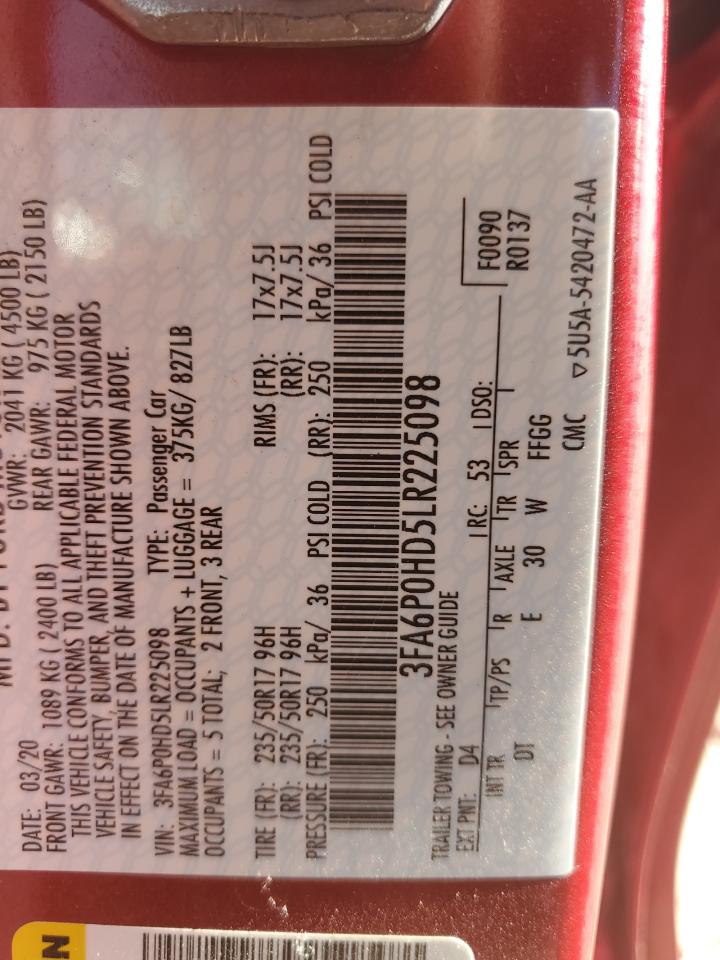 MFD. BY FORD
DATE: 03/20 GVWR: 2041 KG ( 4500 LB)
FRONT GAWR: 1089 KG ( 2400 LB) REAR GAWR: 975 KG ( 2150 LB)
THIS VEHICLE CONFORMS TO ALL APPLICABLE FEDERAL MOTOR
VEHICLE SAFETY, BUMPER, AND THEFT PREVENTION STANDARDS
IN EFFECT ON THE DATE OF MANUFACTURE SHOWN ABOVE.
VIN: 3FA6P0HD5LR225098 TYPE: Passenger Car
MAXIMUM LOAD = OCCUPANTS + LUGGAGE = 375KG/ 827LB
OCCUPANTS = 5 TOTAL; 2 FRONT, 3 REAR
TIRE (FR): 235/50R17 96H RIMS (FR): 17x7.5J
(RR): 235/50R17 96H (RR): 17x7.5J
PRESSURE (FR): 250 kPa/ 36 PSI COLD (RR): 250 kPa/ 36 PSI COLD
3FA6P0HD5LR225098
TRAILER TOWING - SEE OWNER GUIDE F0090
EXT PNT: D4 RC: 53 DSO: R0137
INT TR TP/PS R AXLE TR SPR
DT E 30 W FFGG
CMC ▽ 5U5A-5420472-AA
N